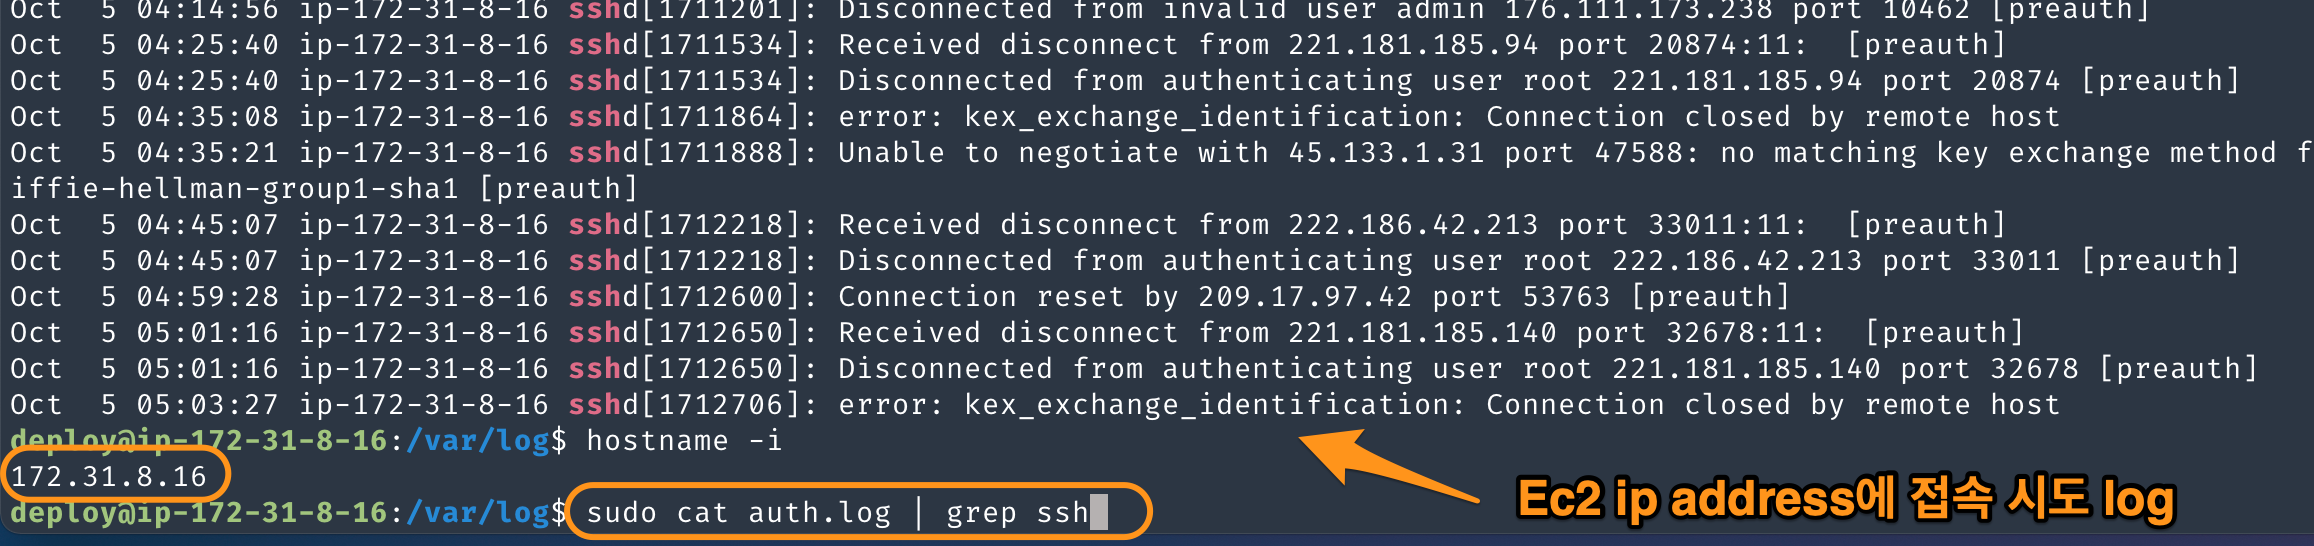 Oct  5 04:14:56 ip-172-31-8-16 sshd[1711201]: Disconnected from invalid user admin 176.111.173.238 port 10462 [preauth]
Oct  5 04:25:40 ip-172-31-8-16 sshd[1711534]: Received disconnect from 221.181.185.94 port 20874:11:  [preauth]
Oct  5 04:25:40 ip-172-31-8-16 sshd[1711534]: Disconnected from authenticating user root 221.181.185.94 port 20874 [preauth]
Oct  5 04:35:08 ip-172-31-8-16 sshd[1711864]: error: kex_exchange_identification: Connection closed by remote host
Oct  5 04:35:21 ip-172-31-8-16 sshd[1711888]: Unable to negotiate with 45.133.1.31 port 47588: no matching key exchange method f
iffie-hellman-group1-sha1 [preauth]
Oct  5 04:45:07 ip-172-31-8-16 sshd[1712218]: Received disconnect from 222.186.42.213 port 33011:11:  [preauth]
Oct  5 04:45:07 ip-172-31-8-16 sshd[1712218]: Disconnected from authenticating user root 222.186.42.213 port 33011 [preauth]
Oct  5 04:59:28 ip-172-31-8-16 sshd[1712600]: Connection reset by 209.17.97.42 port 53763 [preauth]
Oct  5 05:01:16 ip-172-31-8-16 sshd[1712650]: Received disconnect from 221.181.185.140 port 32678:11:  [preauth]
Oct  5 05:01:16 ip-172-31-8-16 sshd[1712650]: Disconnected from authenticating user root 221.181.185.140 port 32678 [preauth]
Oct  5 05:03:27 ip-172-31-8-16 sshd[1712706]: error: kex_exchange_identification: Connection closed by remote host
deploy@ip-172-31-8-16:/var/log$ hostname -i
172.31.8.16
deploy@ip-172-31-8-16:/var/log$ sudo cat auth.log | grep ssh
Ec2 ip address에 접속 시도 log